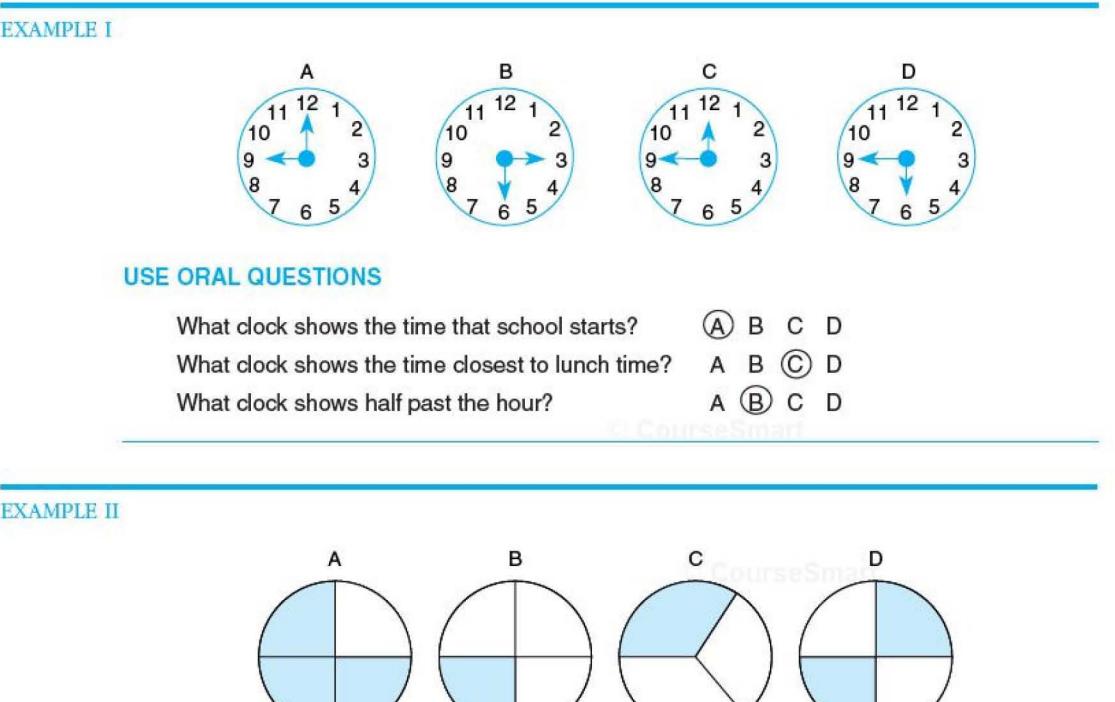 EXAMPLE I
A B C D
11 12 1 11 12 1 11 12 1 11 12 1
10 2 10 2 10 2 10 2
9 3 9 3 9 3 9 3
8 4 8 4 8 4 8 4
7 6 5 7 6 5 7 6 5 7 6 5
USE ORAL QUESTIONS
What clock shows the time that school starts? A B C D
What clock shows the time closest to lunch time? A B C D
What clock shows half past the hour? A B C D
© CourseSmart
EXAMPLE II
A B C D
CourseSmart